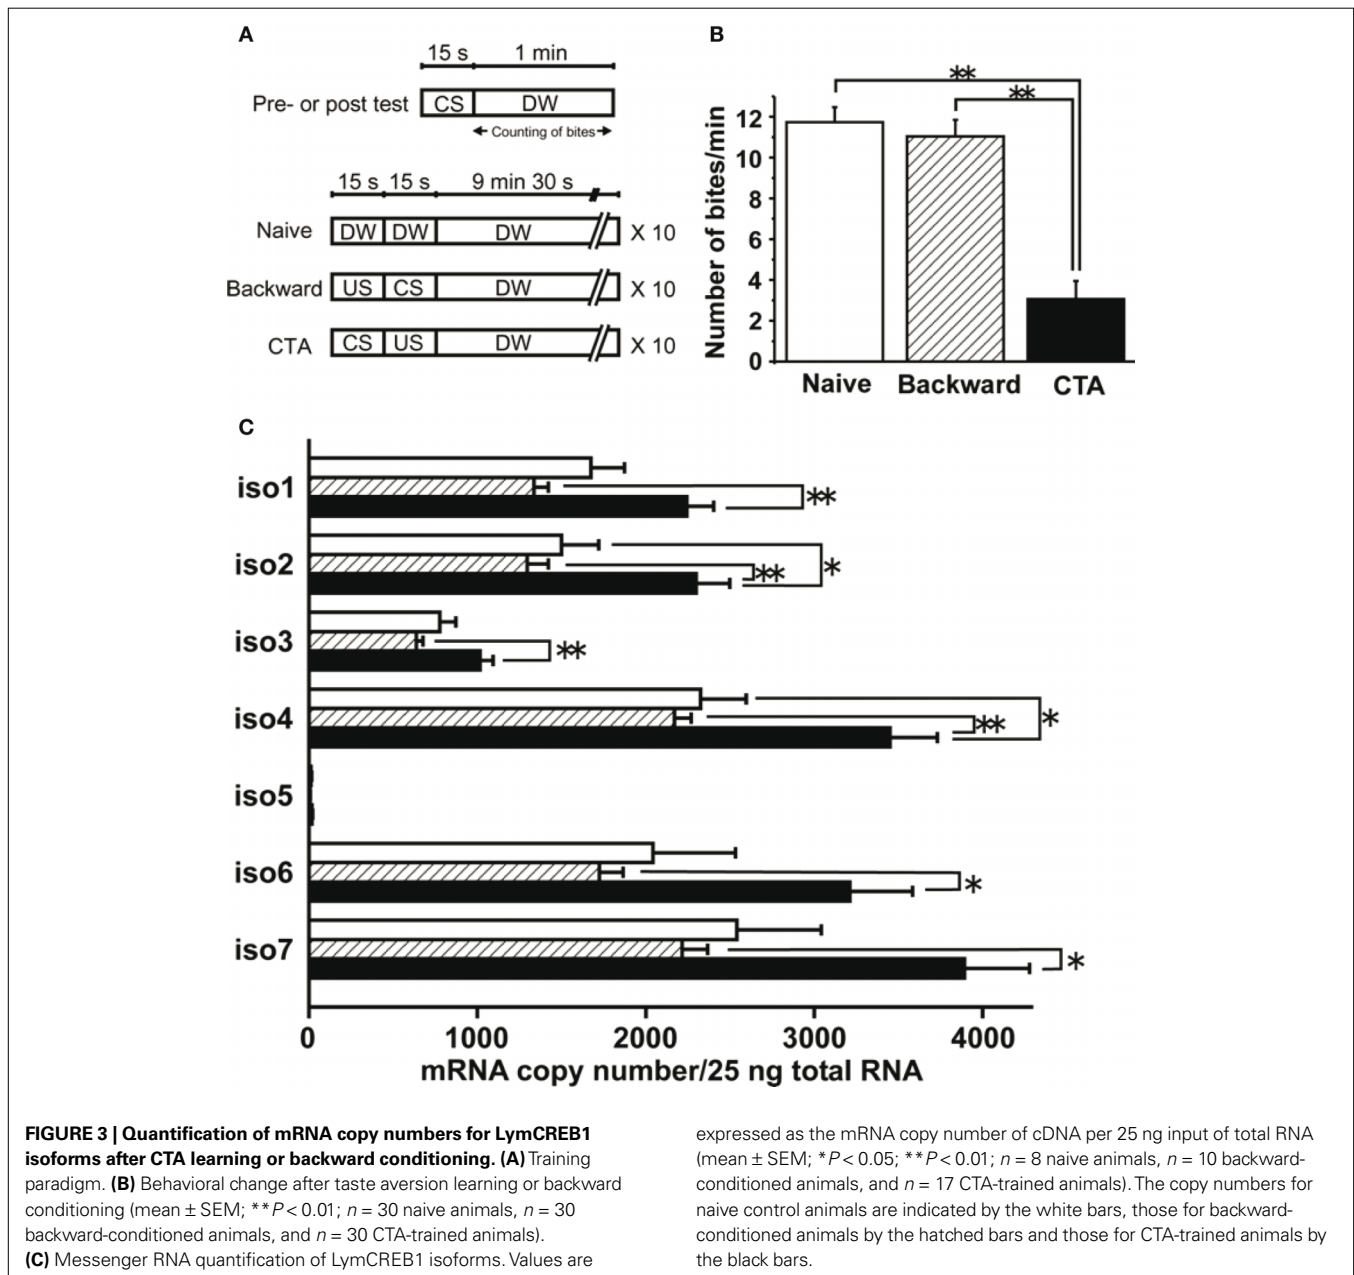 A
15 s 1 min
Pre- or post test CS DW
Counting of bites
15 s 15 s 9 min 30 s
Naive DW DW DW X 10
Backward US CS DW X 10
CTA CS US DW X 10
B
**
**
Number of bites/min
12
10
8
6
4
2
0
Naive Backward CTA
C
iso1 **
iso2 ** *
iso3 **
iso4 ** *
iso5
iso6 *
iso7 *
0 1000 2000 3000 4000
mRNA copy number/25 ng total RNA
FIGURE 3 | Quantification of mRNA copy numbers for LymCREB1
isoforms after CTA learning or backward conditioning. (A) Training
paradigm. (B) Behavioral change after taste aversion learning or backward
conditioning (mean ± SEM; **P < 0.01; n = 30 naive animals, n = 30
backward-conditioned animals, and n = 30 CTA-trained animals).
(C) Messenger RNA quantification of LymCREB1 isoforms. Values are
expressed as the mRNA copy number of cDNA per 25 ng input of total RNA
(mean ± SEM; *P < 0.05; **P < 0.01; n = 8 naive animals, n = 10 backward-
conditioned animals, and n = 17 CTA-trained animals). The copy numbers for
naive control animals are indicated by the white bars, those for backward-
conditioned animals by the hatched bars and those for CTA-trained animals by
the black bars.